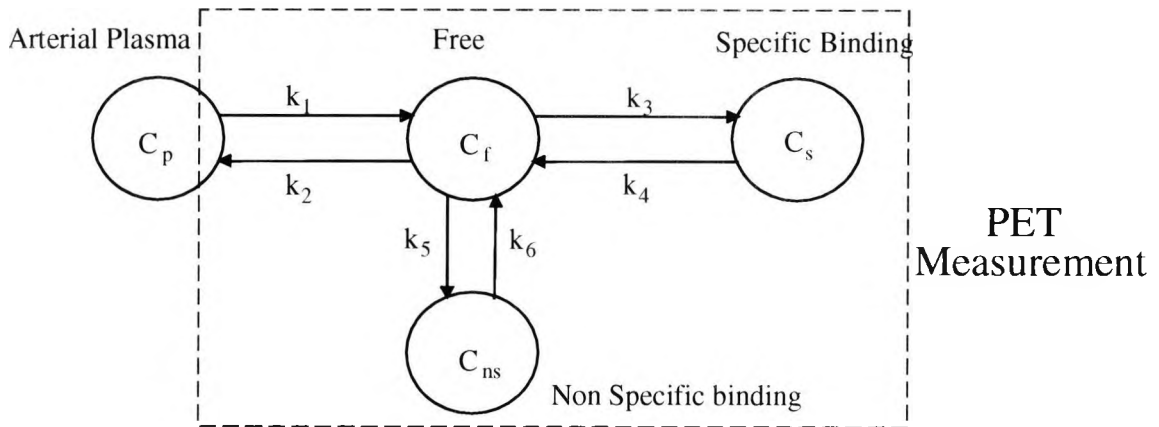 Arterial Plasma
Free
Specific Binding
k1
k3
Cp
Cf
Cs
k2
k4
k5
k6
PET
Measurement
Cns
Non Specific binding